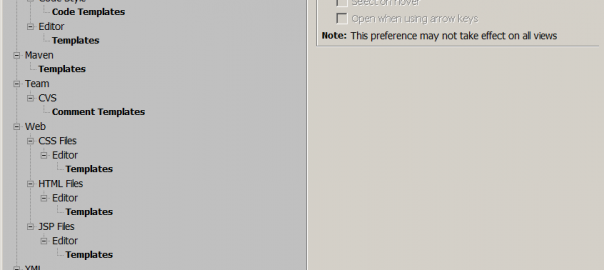 Code Style
Code Templates
Editor
Templates
Maven
Templates
Team
CVS
Comment Templates
Web
CSS Files
Editor
Templates
HTML Files
Editor
Templates
JSP Files
Editor
Templates
XML
Select on hover
Open when using arrow keys
Note: This preference may not take effect on all views